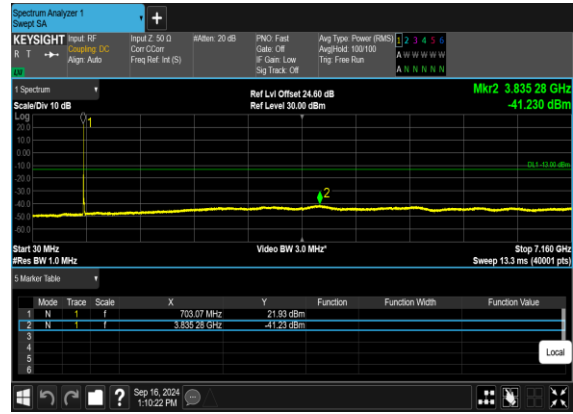 Spectrum Analyzer 1
Swept SA
+
KEYSIGHT Input: RF Input Z: 50 Ω #Atten: 20 dB PNO: Fast Avg Type: Power (RMS) 1 2 3 4 5 6
R T Coupling: DC Corr CCorr Gate: Off Avg|Hold: 100/100 A W W W W W
Align: Auto Freq Ref: Int (S) IF Gain: Low Trig: Free Run
Sig Track: Off A N N N N N
1 Spectrum Ref Lvl Offset 24.60 dB Mkr2 3.835 28 GHz
Scale/Div 10 dB Ref Level 30.00 dBm -41.230 dBm
Log
20.0
10.0
0.00
-10.0
-20.0
-30.0
-40.0
-50.0
-60.0
1
DL1 -13.00 dBm
2
Start 30 MHz Video BW 3.0 MHz* Stop 7.160 GHz
#Res BW 1.0 MHz Sweep 13.3 ms (40001 pts)
5 Marker Table
Mode Trace Scale X Y Function Function Width Function Value
1 N 1 f 703.07 MHz 21.93 dBm
2 N 1 f 3.835 28 GHz -41.23 dBm
3
4
5
6
Local
? Sep 16, 2024
1:10:22 PM